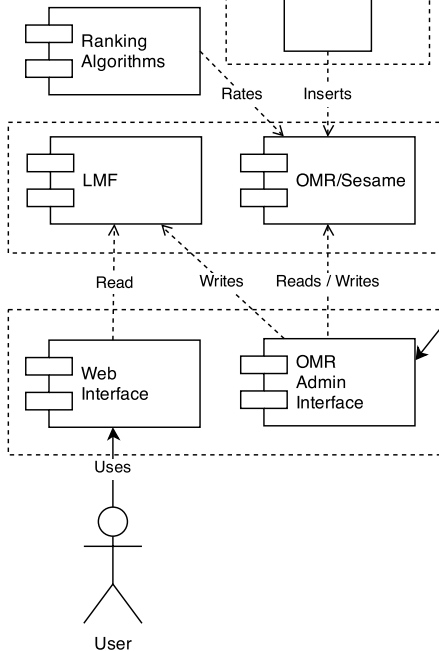 Ranking
Algorithms
Rates
Inserts
LMF
OMR/Sesame
Read
Writes
Reads / Writes
Web
Interface
OMR
Admin
Interface
Uses
User